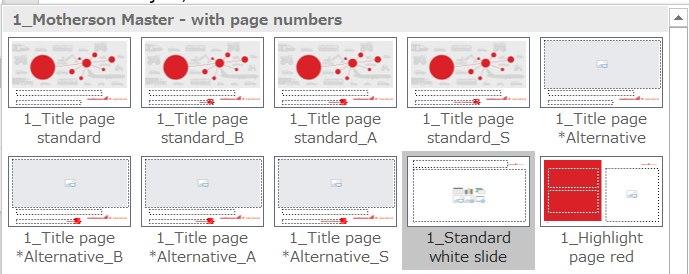 1_Motherson Master - with page numbers
1_Title page
standard
1_Title page
standard_B
1_Title page
standard_A
1_Title page
standard_S
1_Title page
*Alternative
1_Title page
*Alternative_B
1_Title page
*Alternative_A
1_Title page
*Alternative_S
1_Standard
white slide
1_Highlight
page red